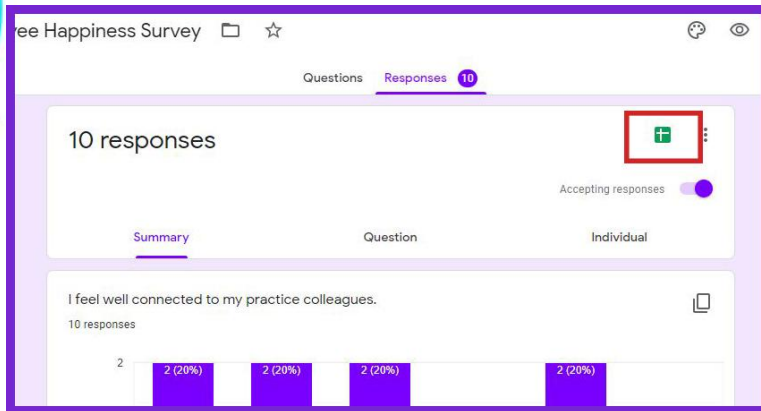 Happiness Survey
Questions Responses 10
10 responses
Accepting responses
Summary Question Individual
I feel well connected to my practice colleagues.
10 responses
2
2 (20%) 2 (20%) 2 (20%) 2 (20%)